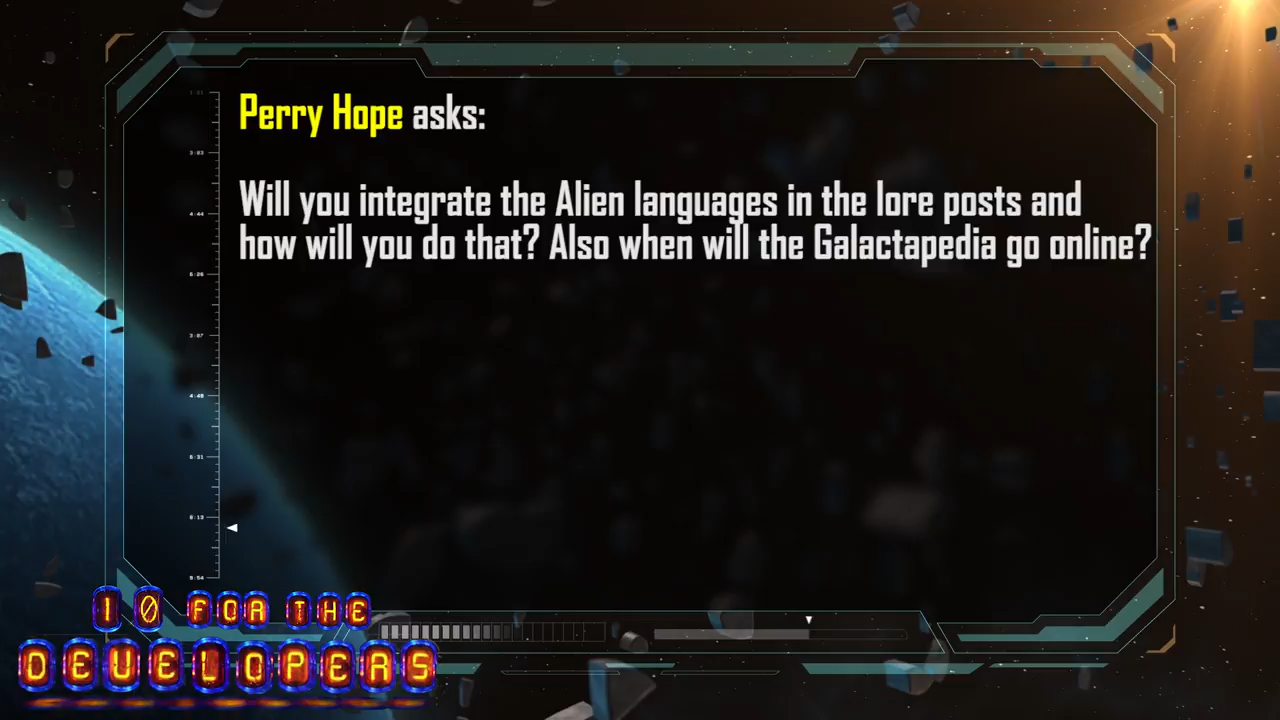 Perry Hope asks:
Will you integrate the Alien languages in the lore posts and
how will you do that? Also when will the Galactapedia go online?
10 FOR THE
DEVELOPERS